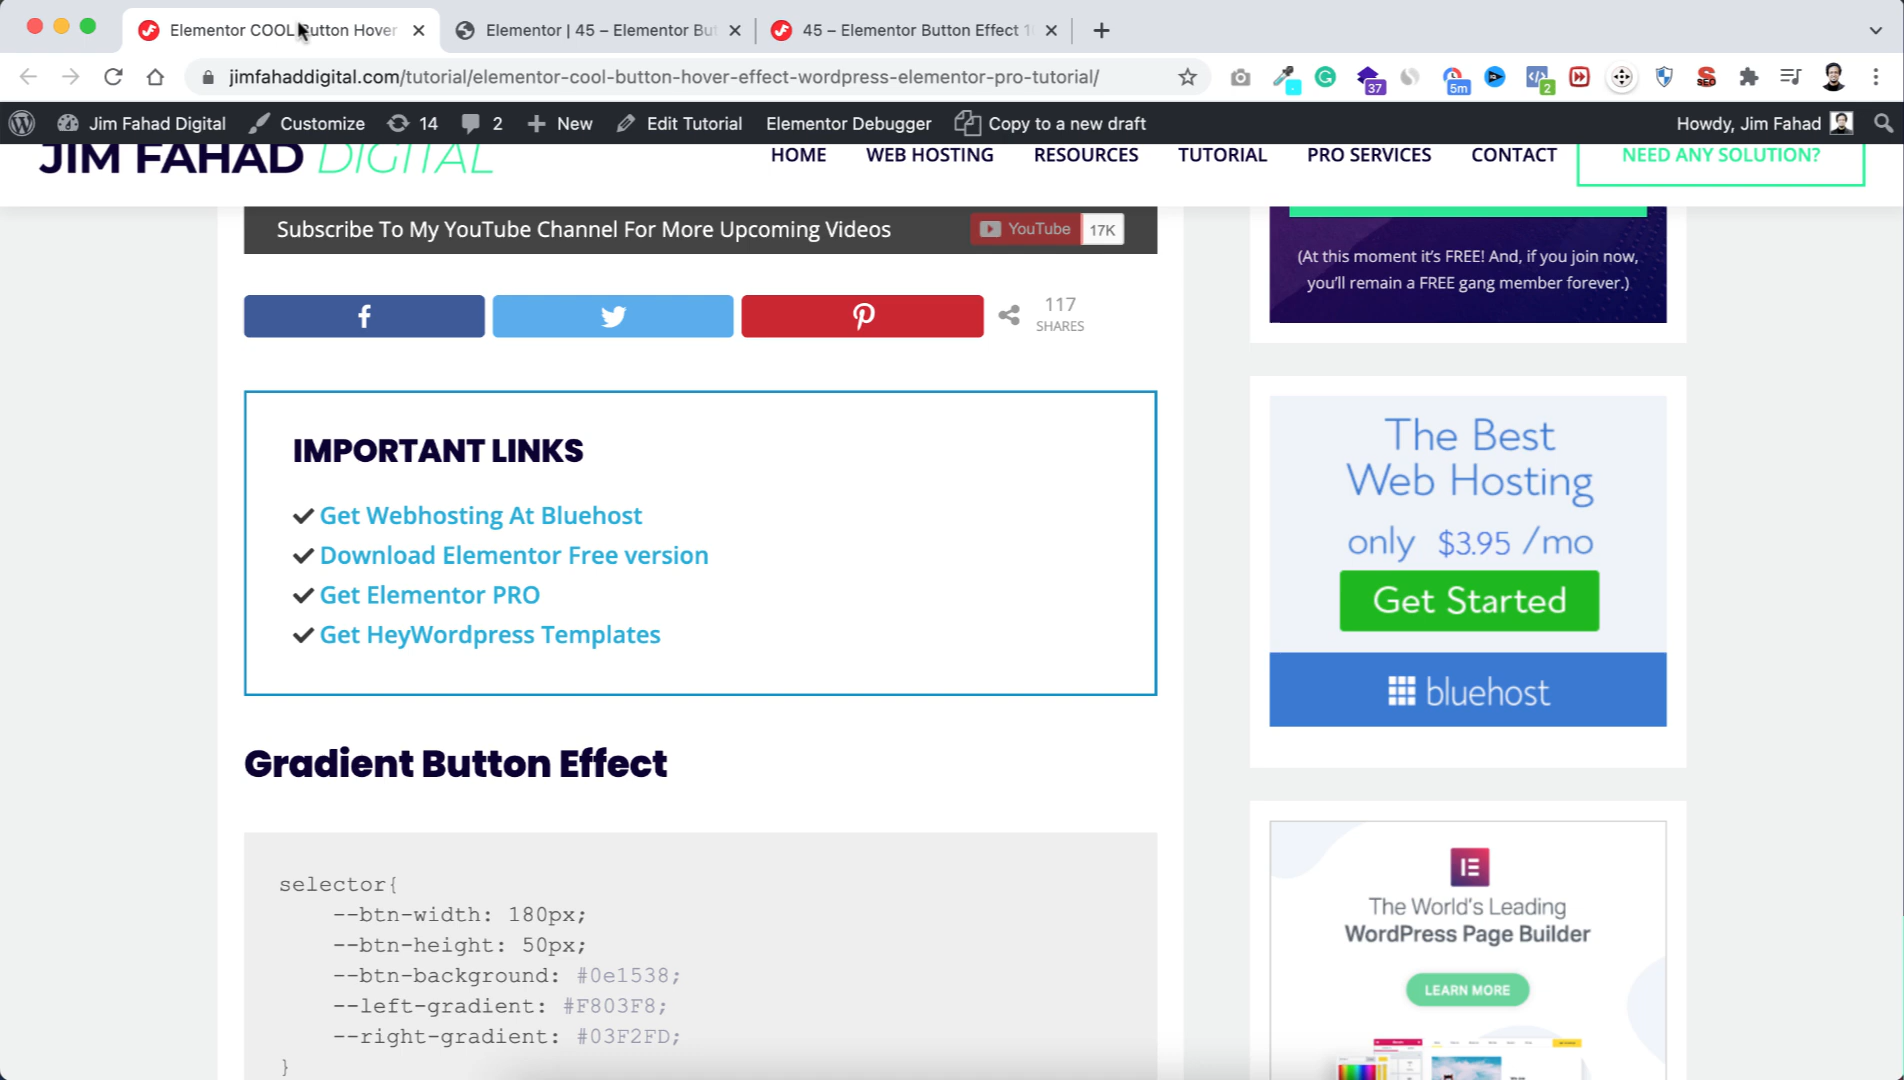 Elementor COOL Button Hover
Elementor | 45 – Elementor But
45 – Elementor Button Effect 1
jimfahaddigital.com/tutorial/elementor-cool-button-hover-effect-wordpress-elementor-pro-tutorial/
37
5m
2
SEO
Jim Fahad Digital
Customize
14
2
New
Edit Tutorial
Elementor Debugger
Copy to a new draft
Howdy, Jim Fahad
JIM FAHAD DIGITAL
HOME
WEB HOSTING
RESOURCES
TUTORIAL
PRO SERVICES
CONTACT
NEED ANY SOLUTION?
Subscribe To My YouTube Channel For More Upcoming Videos
YouTube
17K
117
SHARES
IMPORTANT LINKS
Get Webhosting At Bluehost
Download Elementor Free version
Get Elementor PRO
Get HeyWordpress Templates
Gradient Button Effect
selector{
--btn-width: 180px;
--btn-height: 50px;
--btn-background: #0e1538;
--left-gradient: #F803F8;
--right-gradient: #03F2FD;
}
(At this moment it's FREE! And, if you join now,
you'll remain a FREE gang member forever.)
The Best
Web Hosting
only $3.95 /mo
Get Started
bluehost
The World's Leading
WordPress Page Builder
LEARN MORE